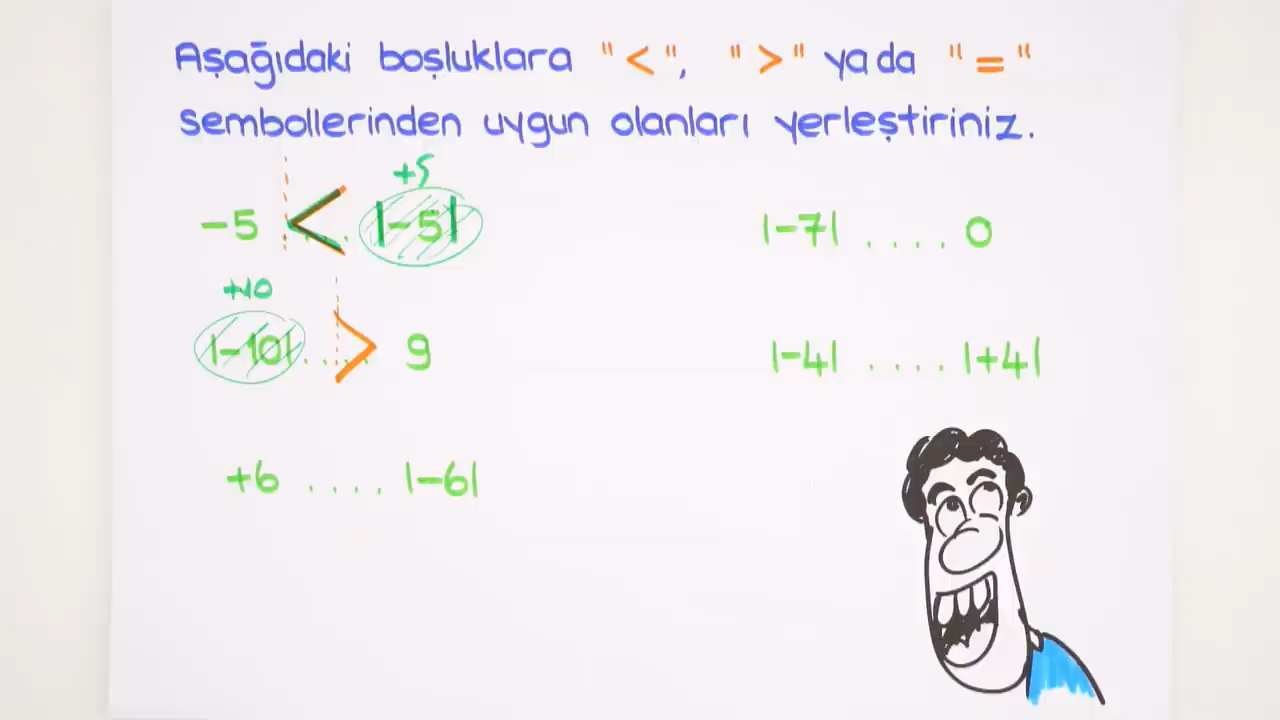 Aşağıdaki boşluklara "<", ">" ya da "="
sembollerinden uygun olanları yerleştiriniz.
+5
-5 < |-5|
|-7| .... 0
+10
|-10| .... > 9
|-4| .... |+4|
+6 .... |-6|